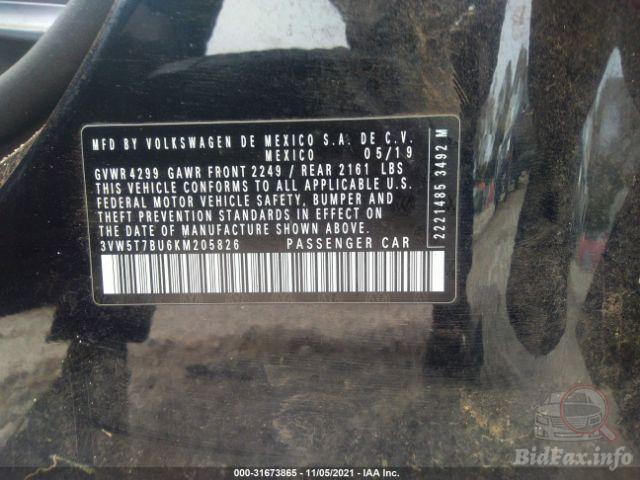 MFD BY VOLKSWAGEN DE MEXICO S.A. DE C.V.
MEXICO 05/19
GVWR 4299 GAWR FRONT 2249 / REAR 2161 LBS
THIS VEHICLE CONFORMS TO ALL APPLICABLE U.S.
FEDERAL MOTOR VEHICLE SAFETY, BUMPER AND
THEFT PREVENTION STANDARDS IN EFFECT ON
THE DATE OF MANUFACTURE SHOWN ABOVE.
3VW5T7BU6KM205826 PASSENGER CAR
2221485 3492 M
000-31673865 - 11/05/2021 - IAA Inc.
BidFax.info